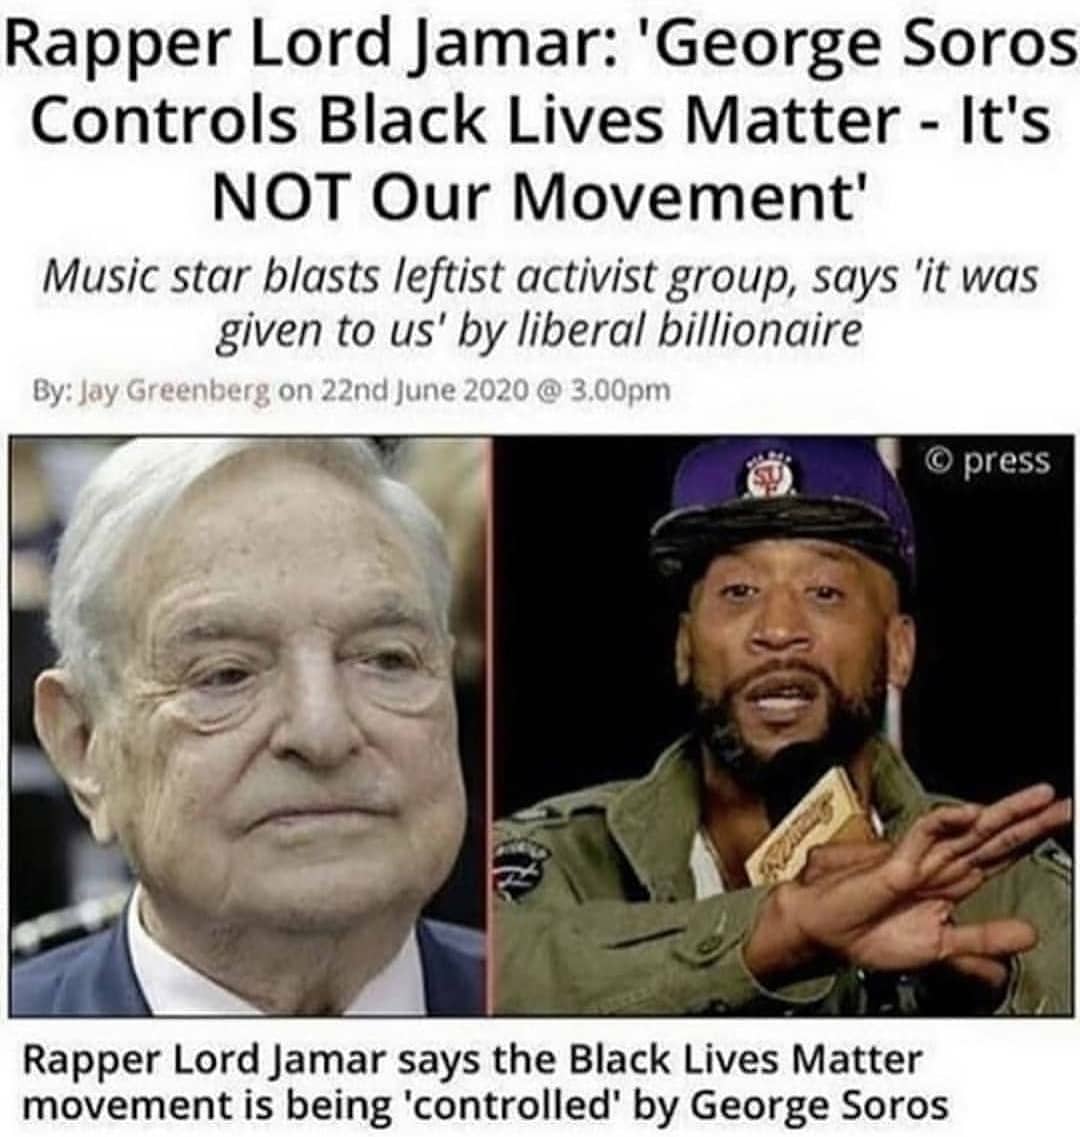 Rapper Lord Jamar: 'George Soros
Controls Black Lives Matter - It's
NOT Our Movement'
Music star blasts leftist activist group, says 'it was
given to us' by liberal billionaire
By: Jay Greenberg on 22nd June 2020 @ 3.00pm
© press
Rapper Lord Jamar says the Black Lives Matter
movement is being 'controlled' by George Soros